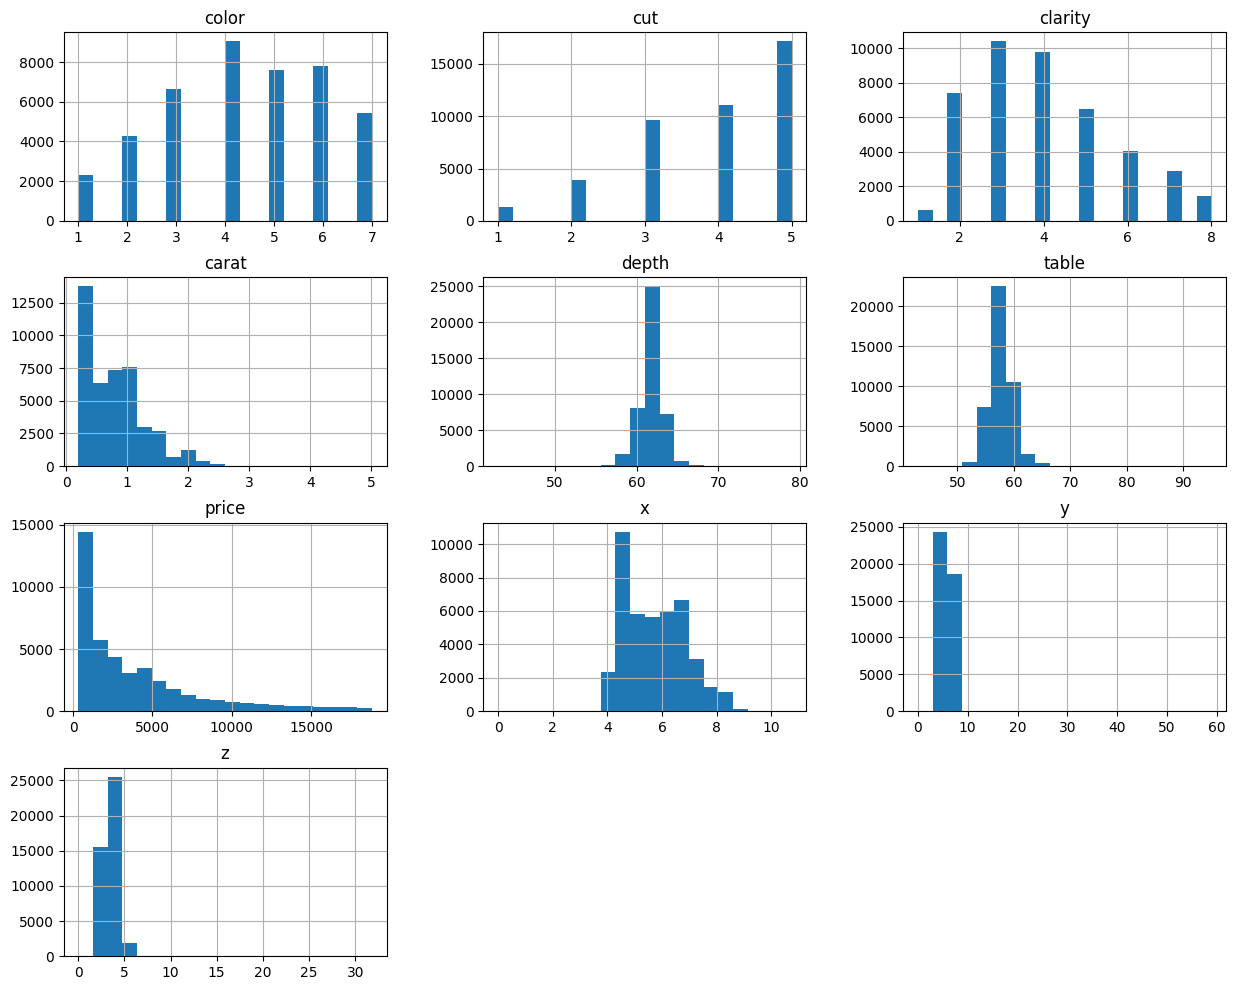 color cut clarity
8000 6000 4000 2000 0
1 2 3 4 5 6 7
15000 10000 5000 0
1 2 3 4 5
10000 8000 6000 4000 2000 0
2 4 6 8
carat depth table
12500 10000 7500 5000 2500 0
0 1 2 3 4 5
25000 20000 15000 10000 5000 0
50 60 70 80
20000 15000 10000 5000 0
50 60 70 80 90
price x y
15000 10000 5000 0
0 5000 10000 15000
10000 8000 6000 4000 2000 0
0 2 4 6 8 10
25000 20000 15000 10000 5000 0
0 10 20 30 40 50 60
z
25000 20000 15000 10000 5000 0
0 5 10 15 20 25 30